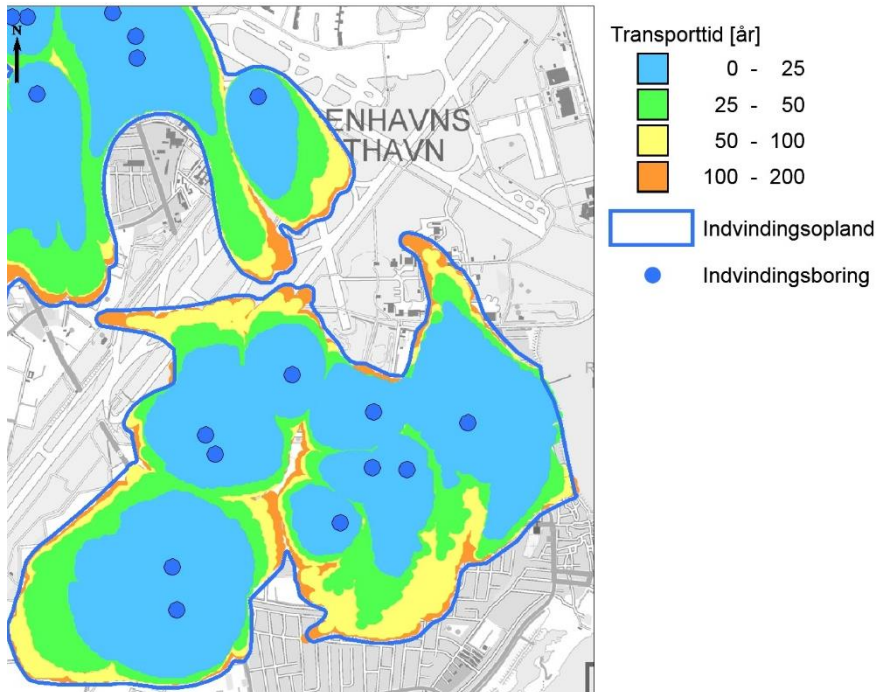 N
ENHAVNS
THAVN
R
Transporttid [år]
0 - 25
25 - 50
50 - 100
100 - 200
Indvindingsopland
Indvindingsboring